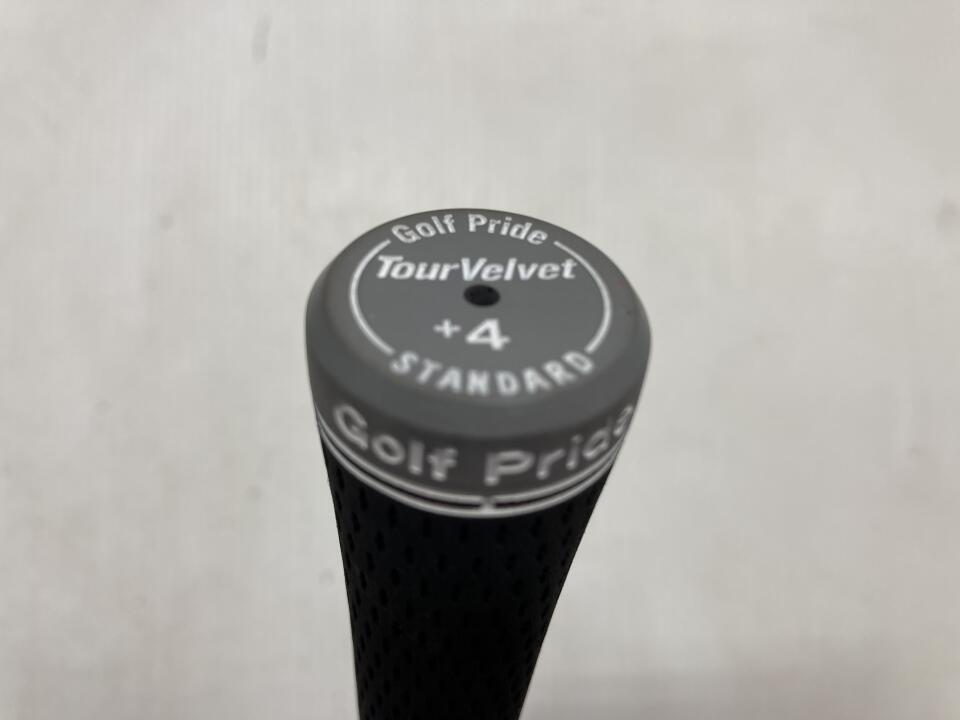 Golf Pride
TourVelvet
+4
STANDARD
Golf Pride